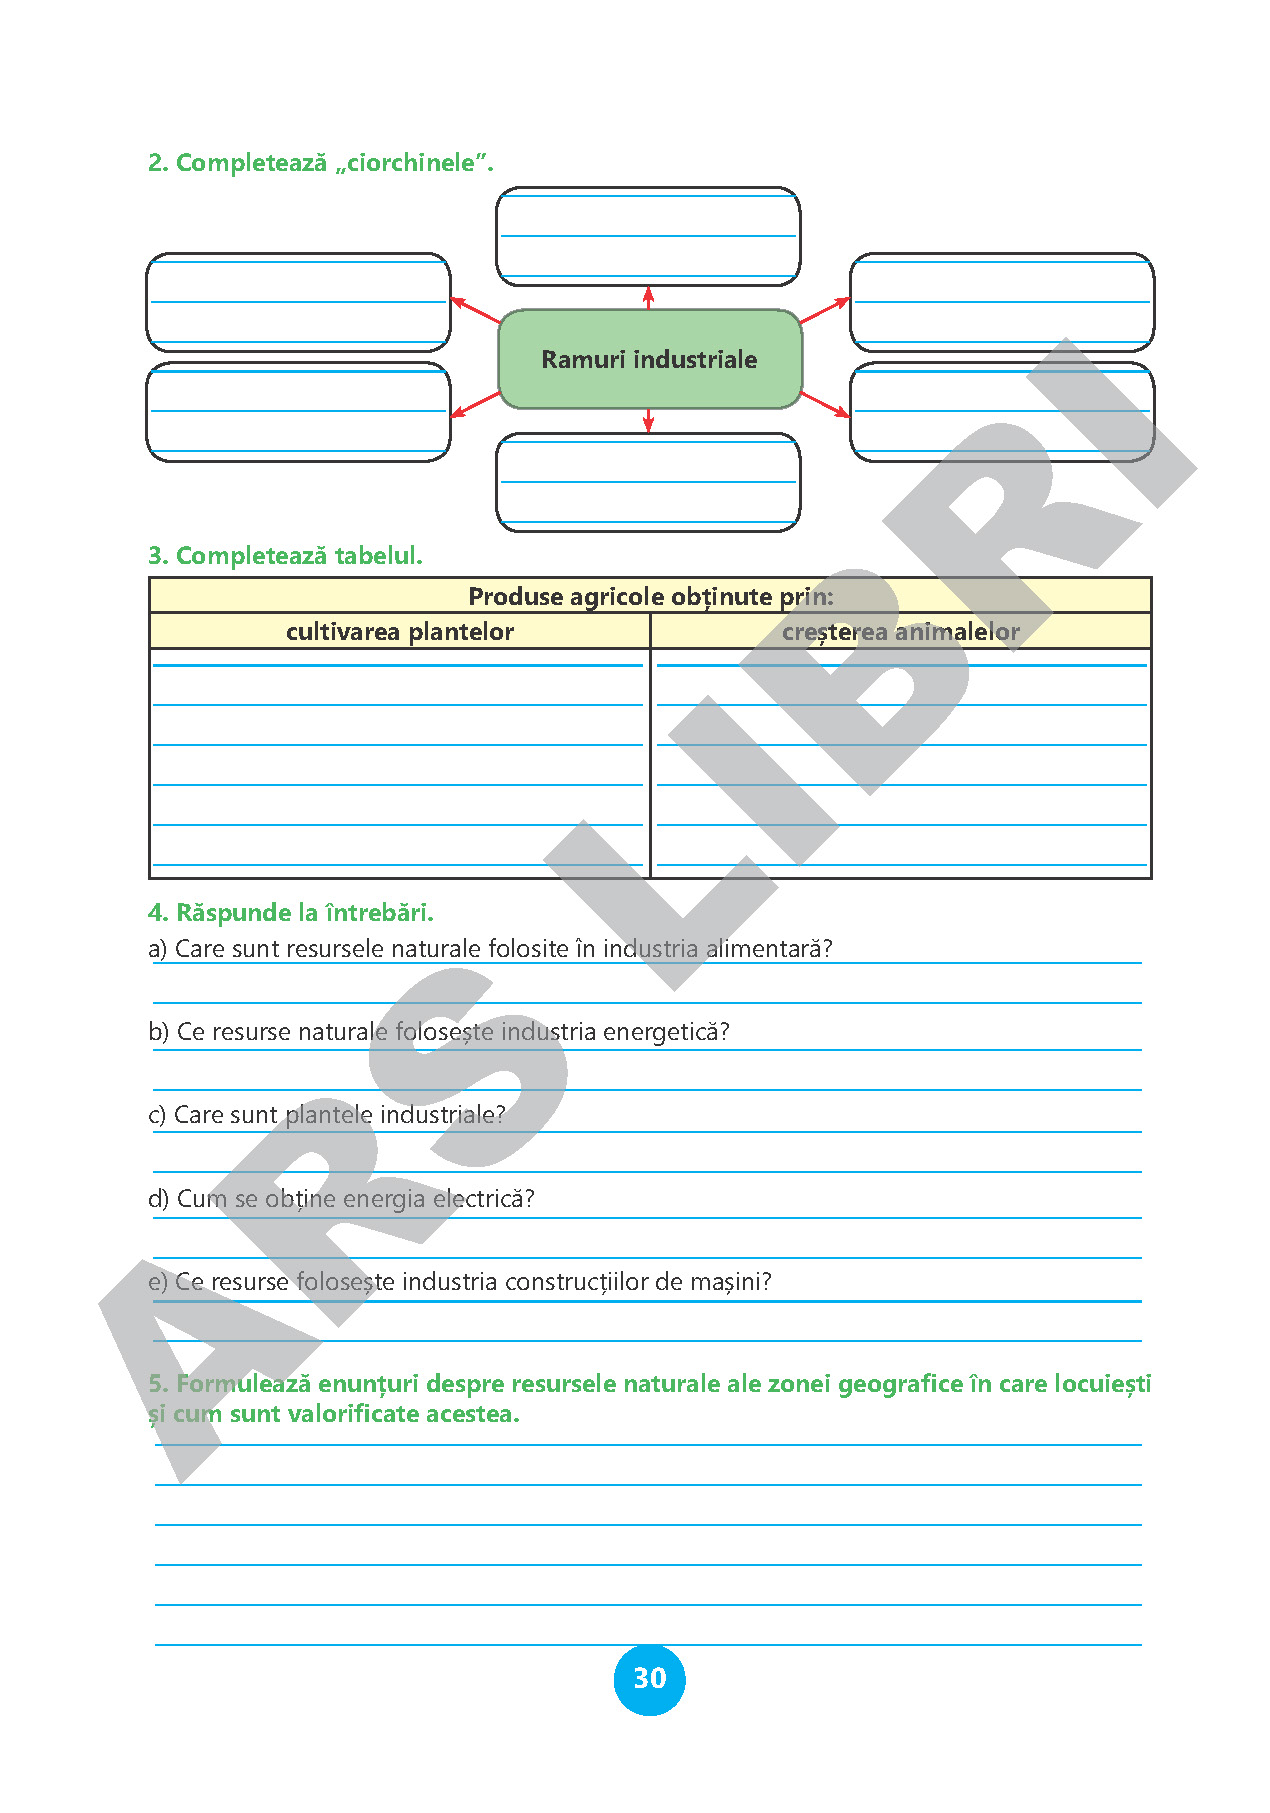 2. Completează „ciorchinele”.
Ramuri industriale
3. Completează tabelul.
Produse agricole obținute prin:
cultivarea plantelor
creșterea animalelor
4. Răspunde la întrebări.
a) Care sunt resursele naturale folosite în industria alimentară?
b) Ce resurse naturale folosește industria energetică?
c) Care sunt plantele industriale?
d) Cum se obține energia electrică?
e) Ce resurse folosește industria construcțiilor de mașini?
5. Formulează enunțuri despre resursele naturale ale zonei geografice în care locuiești
și cum sunt valorificate acestea.
30
ARS LIBRI